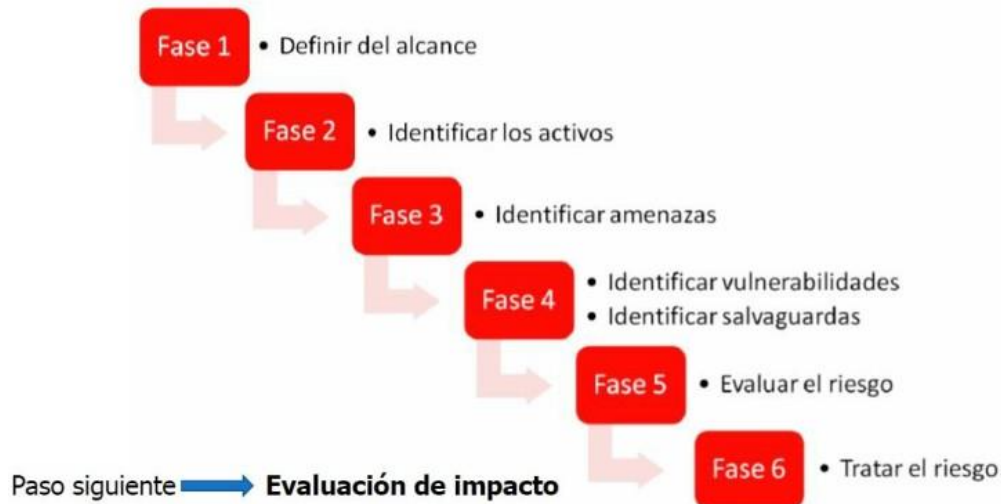 Fase 1
• Definir del alcance
Fase 2
• Identificar los activos
Fase 3
• Identificar amenazas
Fase 4
• Identificar vulnerabilidades
• Identificar salvaguardas
Fase 5
• Evaluar el riesgo
Fase 6
• Tratar el riesgo
Paso siguiente Evaluación de impacto